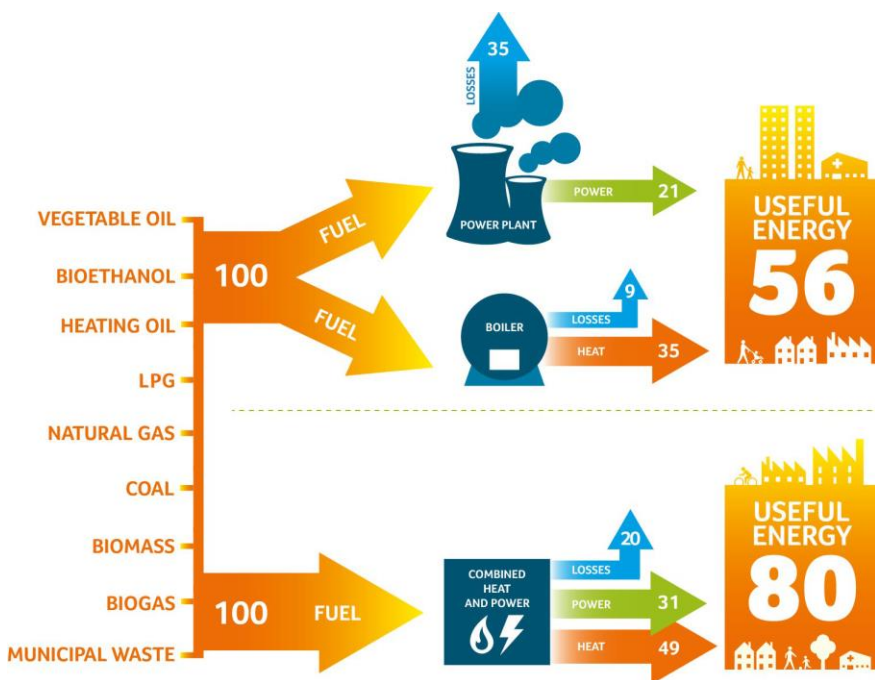 VEGETABLE OIL
BIOETHANOL
HEATING OIL
LPG
NATURAL GAS
COAL
BIOMASS
BIOGAS
MUNICIPAL WASTE
100
FUEL
FUEL
35
LOSSES
POWER PLANT
POWER 21
BOILER
LOSSES 9
HEAT 35
USEFUL
ENERGY
56
100 FUEL
COMBINED
HEAT
AND POWER
LOSSES 20
POWER 31
HEAT 49
USEFUL
ENERGY
80